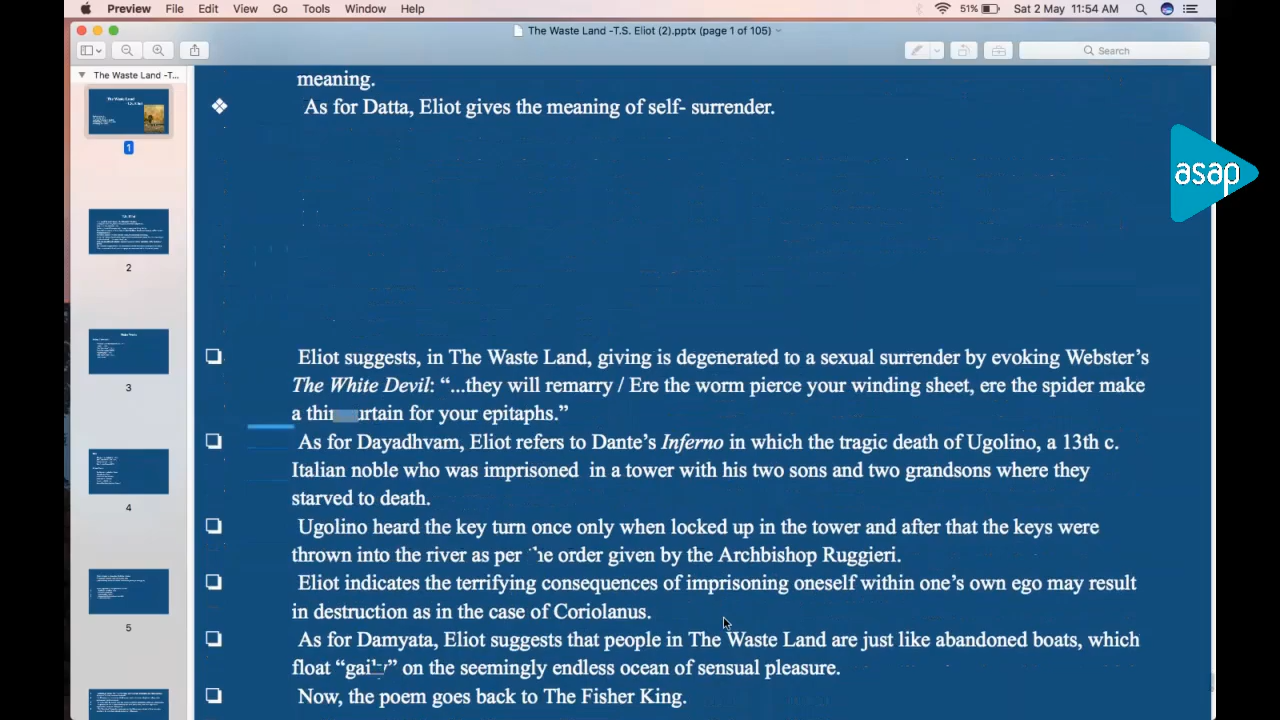 Preview File Edit View Go Tools Window Help 51% Sat 2 May 11:54 AM
The Waste Land -T.S. Eliot (2).pptx (page 1 of 105)
Search
The Waste Land -T...
meaning.
As for Datta, Eliot gives the meaning of self- surrender.
asap
1
2
3
4
5
Eliot suggests, in The Waste Land, giving is degenerated to a sexual surrender by evoking Webster's
The White Devil: “...they will remarry / Ere the worm pierce your winding sheet, ere the spider make
a for your epitaphs.”
As for Dayadhvam, Eliot refers to Dante’s Inferno in which the tragic death of Ugolino, a 13th c.
Italian noble who was imprisoned in a tower with his two sons and two grandsons where they
starved to death.
Ugolino heard the key turn once only when locked up in the tower and after that the keys were
thrown into the river as per order given by the Archbishop Ruggieri.
Eliot indicates the terrifying consequences of imprisoning oneself within one’s own ego may result
in destruction as in the case of Coriolanus.
As for Damyata, Eliot suggests that people in The Waste Land are just like abandoned boats, which
float on the seemingly endless ocean of sensual pleasure.
Now, the poem goes back to The Fisher King.